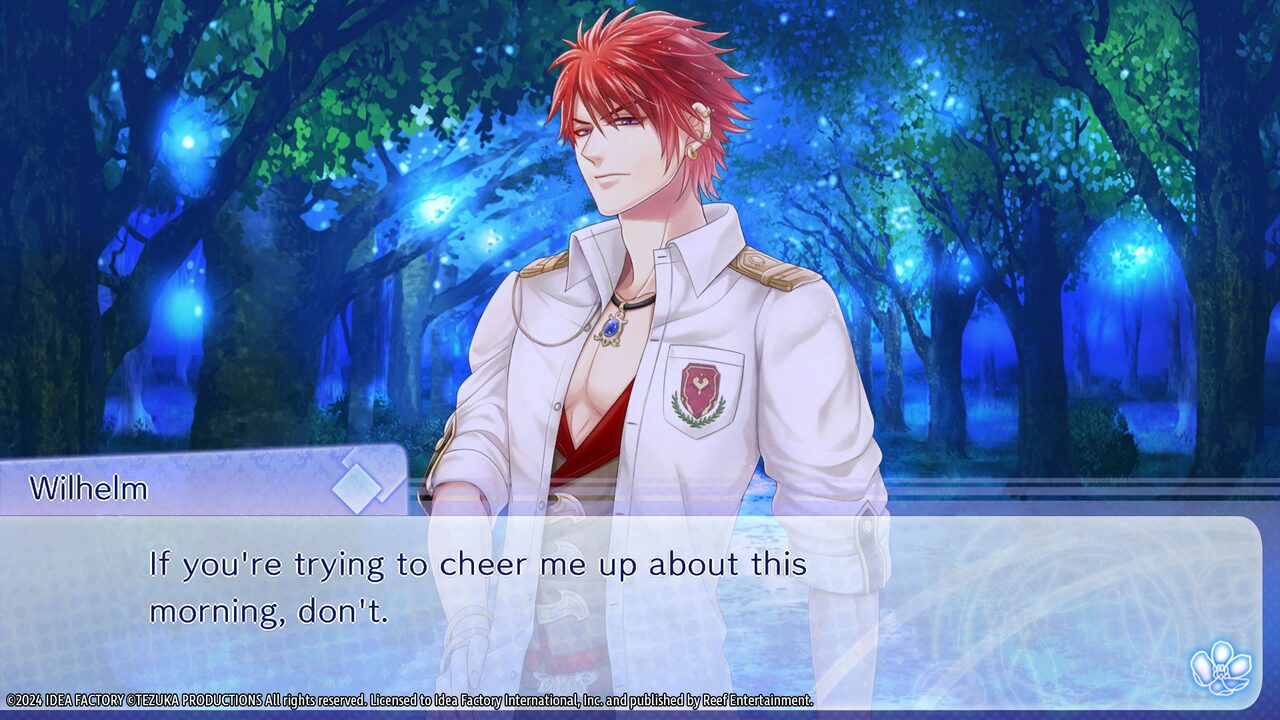 Wilhelm
If you're trying to cheer me up about this
morning, don't.
©2024 IDEA FACTORY ©TEZUKA PRODUCTIONS All rights reserved. Licensed to Idea Factory International, Inc. and published by Reef Entertainment.